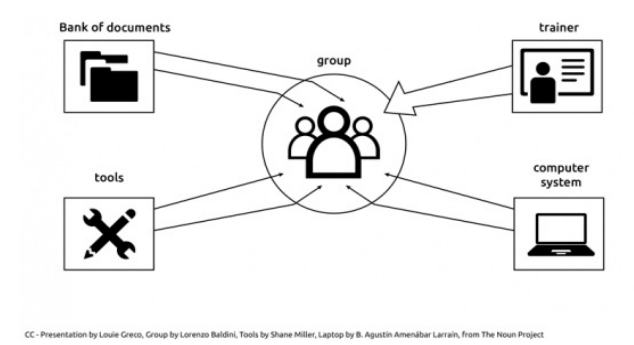 Bank of documents
trainer
group
tools
computer
system
CC - Presentation by Louie Greco, Group by Lorenzo Baldini, Tools by Shane Miller, Laptop by B. Agustín Amenábar Larraín, from The Noun Project